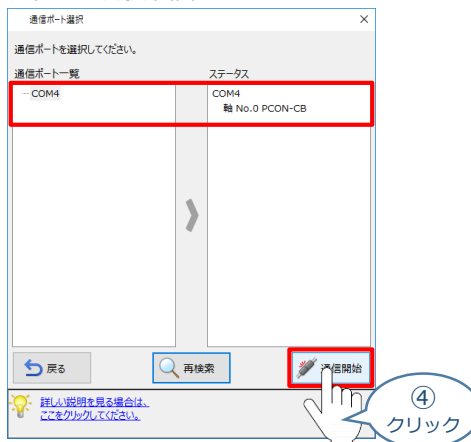 通信ポート選択
通信ポートを選択してください。
通信ポート一覧
ステータス
COM4
COM4
軸 No.0 PCON-CB
戻る
再検索
通信開始
詳しい説明を見る場合は、
ここをクリックしてください。
④
クリック